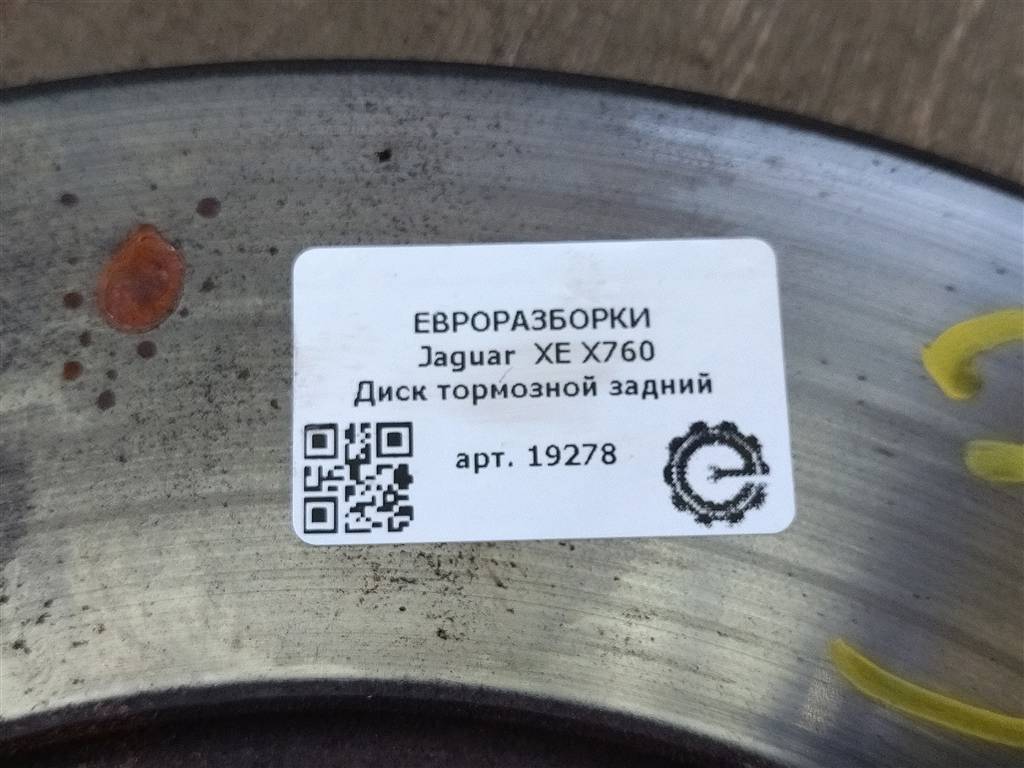 ЕВРОРАЗБОРКИ
Jaguar XE X760
Диск тормозной задний
арт. 19278